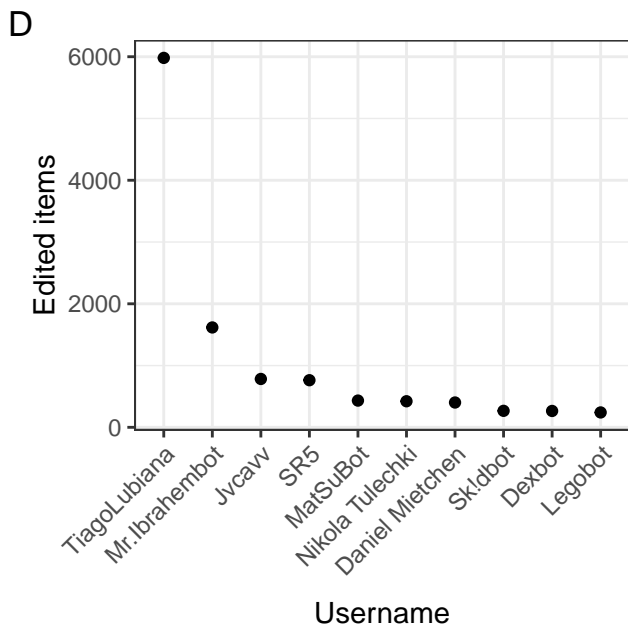 D
Edited items
6000
4000
2000
0
TiagoLubiana
Mr.Ibrahembot
Jvcavv
SR5
MatSuBot
Nikola Tulechki
Daniel Mietchen
Sk!dbot
Dexbot
Legobot
Username